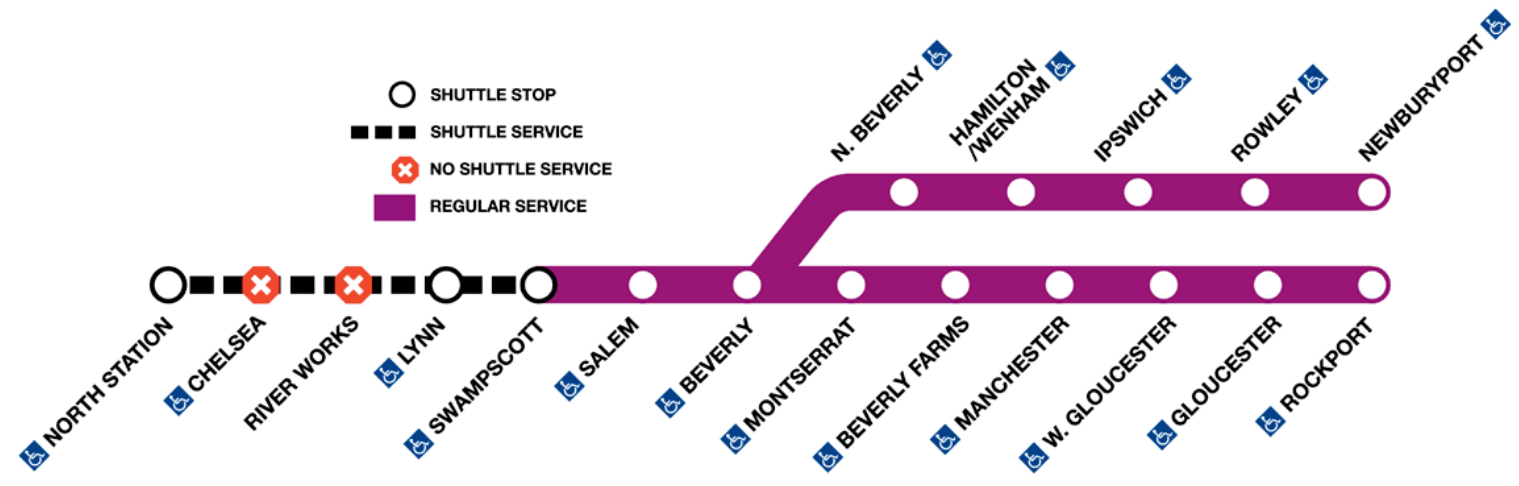 SHUTTLE STOP
SHUTTLE SERVICE
NO SHUTTLE SERVICE
REGULAR SERVICE
N. BEVERLY
HAMILTON
/WENHAM
IPSWICH
ROWLEY
NEWBURYPORT
NORTH STATION
CHELSEA
RIVER WORKS
LYNN
SWAMPSCOTT
SALEM
BEVERLY
MONTSERRAT
BEVERLY FARMS
MANCHESTER
W. GLOUCESTER
GLOUCESTER
ROCKPORT